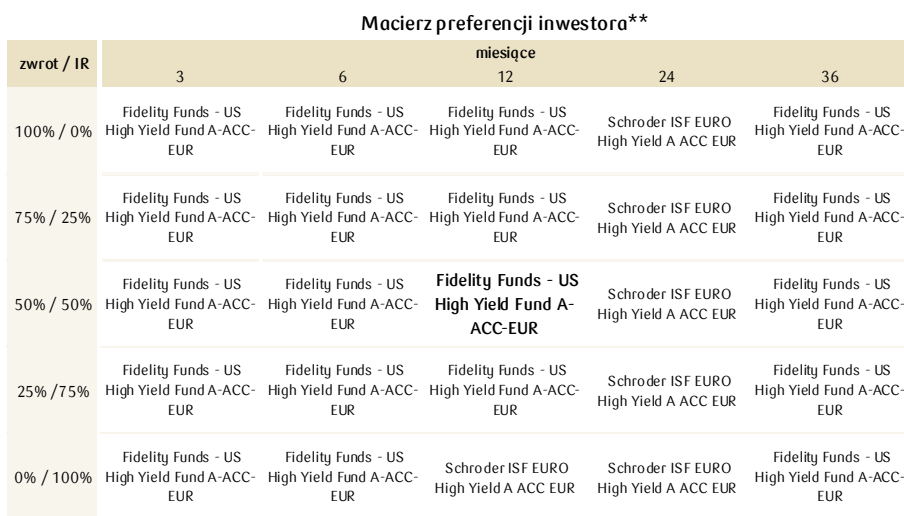 Macierz preferencji inwestora**
zwrot / IR
miesiące
3 6 12 24 36
100% / 0%
Fidelity Funds - US
High Yield Fund A-ACC-
EUR
Fidelity Funds - US
High Yield Fund A-ACC-
EUR
Fidelity Funds - US
High Yield Fund A-ACC-
EUR
Schroder ISF EURO
High Yield A ACC EUR
Fidelity Funds - US
High Yield Fund A-ACC-
EUR
75% / 25%
Fidelity Funds - US
High Yield Fund A-ACC-
EUR
Fidelity Funds - US
High Yield Fund A-ACC-
EUR
Fidelity Funds - US
High Yield Fund A-ACC-
EUR
Schroder ISF EURO
High Yield A ACC EUR
Fidelity Funds - US
High Yield Fund A-ACC-
EUR
50% / 50%
Fidelity Funds - US
High Yield Fund A-ACC-
EUR
Fidelity Funds - US
High Yield Fund A-ACC-
EUR
Fidelity Funds - US
High Yield Fund A-
ACC-EUR
Schroder ISF EURO
High Yield A ACC EUR
Fidelity Funds - US
High Yield Fund A-ACC-
EUR
25% /75%
Fidelity Funds - US
High Yield Fund A-ACC-
EUR
Fidelity Funds - US
High Yield Fund A-ACC-
EUR
Fidelity Funds - US
High Yield Fund A-ACC-
EUR
Schroder ISF EURO
High Yield A ACC EUR
Fidelity Funds - US
High Yield Fund A-ACC-
EUR
0% / 100%
Fidelity Funds - US
High Yield Fund A-ACC-
EUR
Fidelity Funds - US
High Yield Fund A-ACC-
EUR
Schroder ISF EURO
High Yield A ACC EUR
Schroder ISF EURO
High Yield A ACC EUR
Fidelity Funds - US
High Yield Fund A-ACC-
EUR